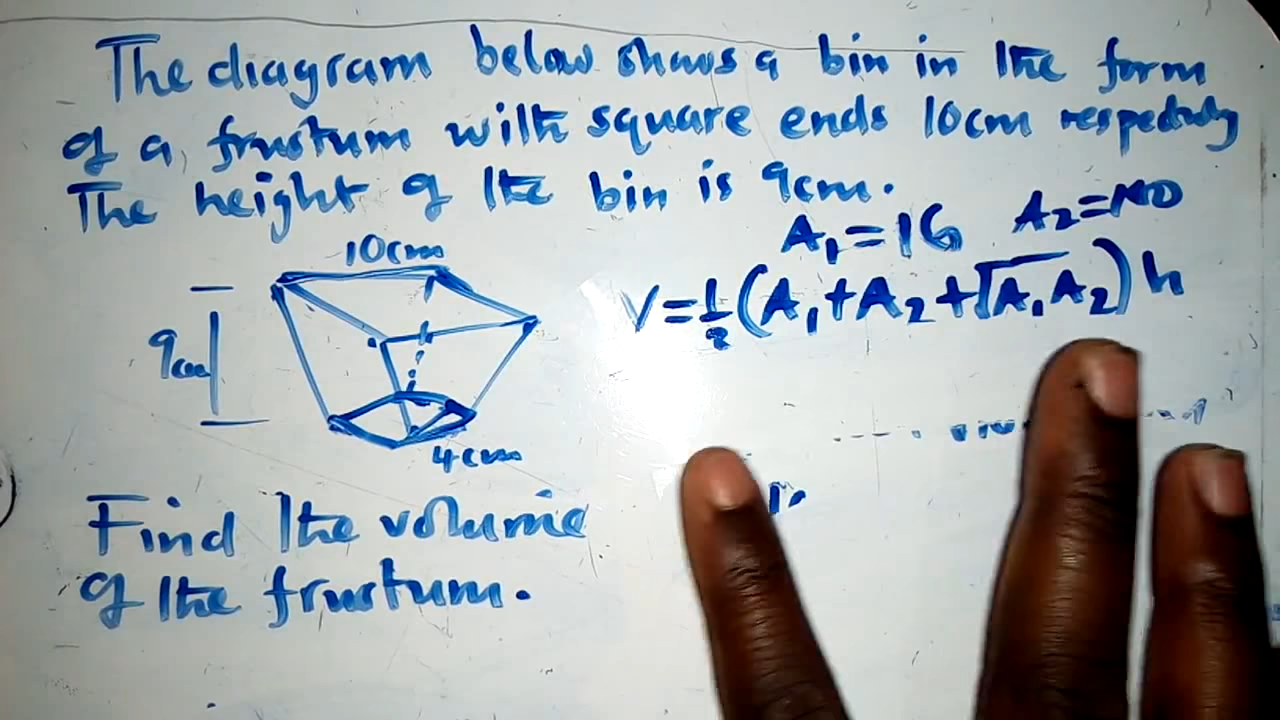 The diagram below shows a bin in the form
of a frustum with square ends 10cm respectively
The height of the bin is 9cm.
A₁=16 A₂=100
V=½(A₁+A₂+√A₁A₂)h
10cm
9cm
4cm
Find the volume
of the frustum.